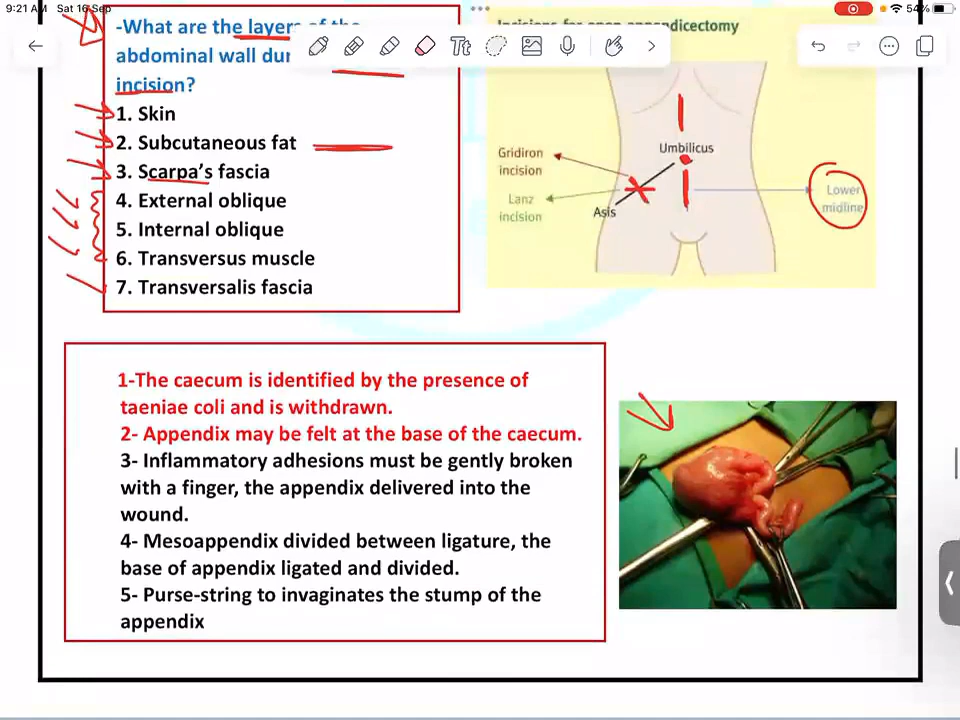 9:21 AM Sat 16 Sep
54%
-What are the layers of the
abdominal wall dur
incision?
1. Skin
2. Subcutaneous fat
3. Scarpa's fascia
4. External oblique
5. Internal oblique
6. Transversus muscle
7. Transversalis fascia
Incisions for open appendicectomy
Umbilicus
Gridiron
incision
Lanz
incision
Asis
Lower
midline
Tt
1-The caecum is identified by the presence of
taeniae coli and is withdrawn.
2- Appendix may be felt at the base of the caecum.
3- Inflammatory adhesions must be gently broken
with a finger, the appendix delivered into the
wound.
4- Mesoappendix divided between ligature, the
base of appendix ligated and divided.
5- Purse-string to invaginates the stump of the
appendix